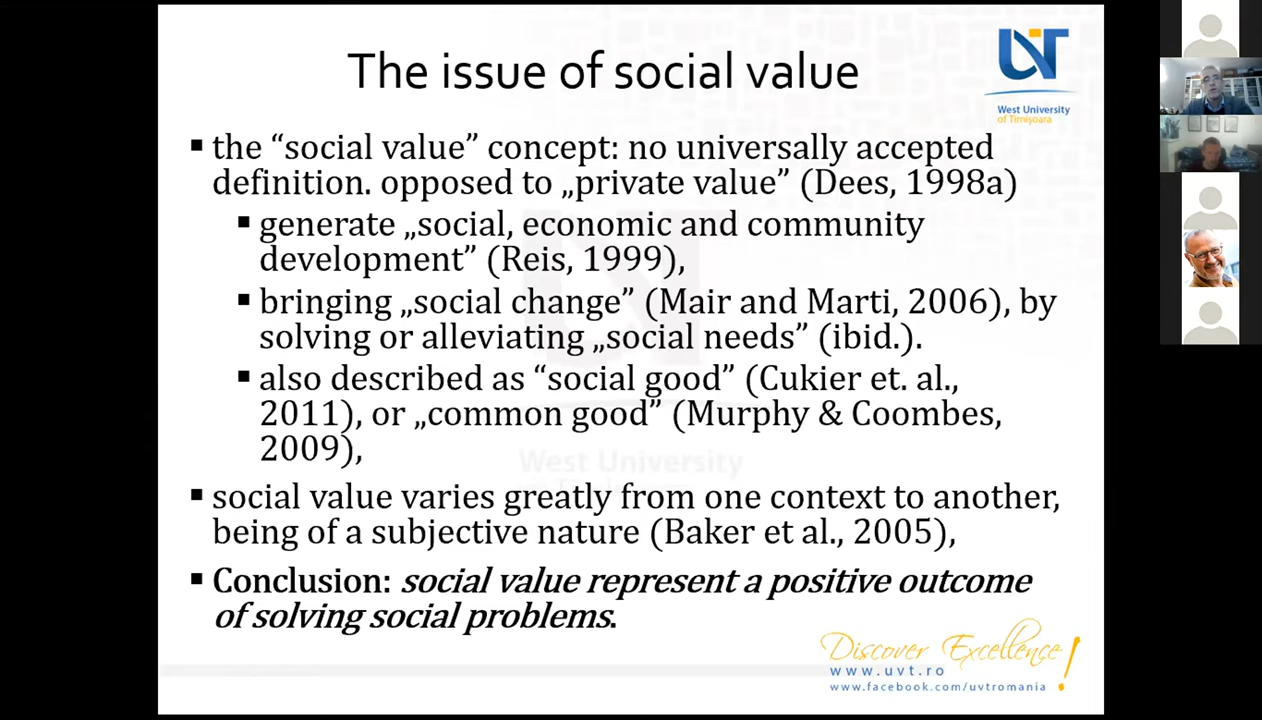 The issue of social value
UVT
West University
of Timișoara
▪ the “social value” concept: no universally accepted
definition. opposed to „private value” (Dees, 1998a)
▪ generate „social, economic and community
development” (Reis, 1999),
▪ bringing „social change” (Mair and Marti, 2006), by
solving or alleviating „social needs” (ibid.).
▪ also described as “social good” (Cukier et. al.,
2011), or „common good” (Murphy & Coombes,
2009),
West University
▪ social value varies greatly from one context to another,
being of a subjective nature (Baker et al., 2005),
▪ Conclusion: social value represent a positive outcome
of solving social problems.
Discover Excellence!
www.uvt.ro
www.facebook.com/uvtromania